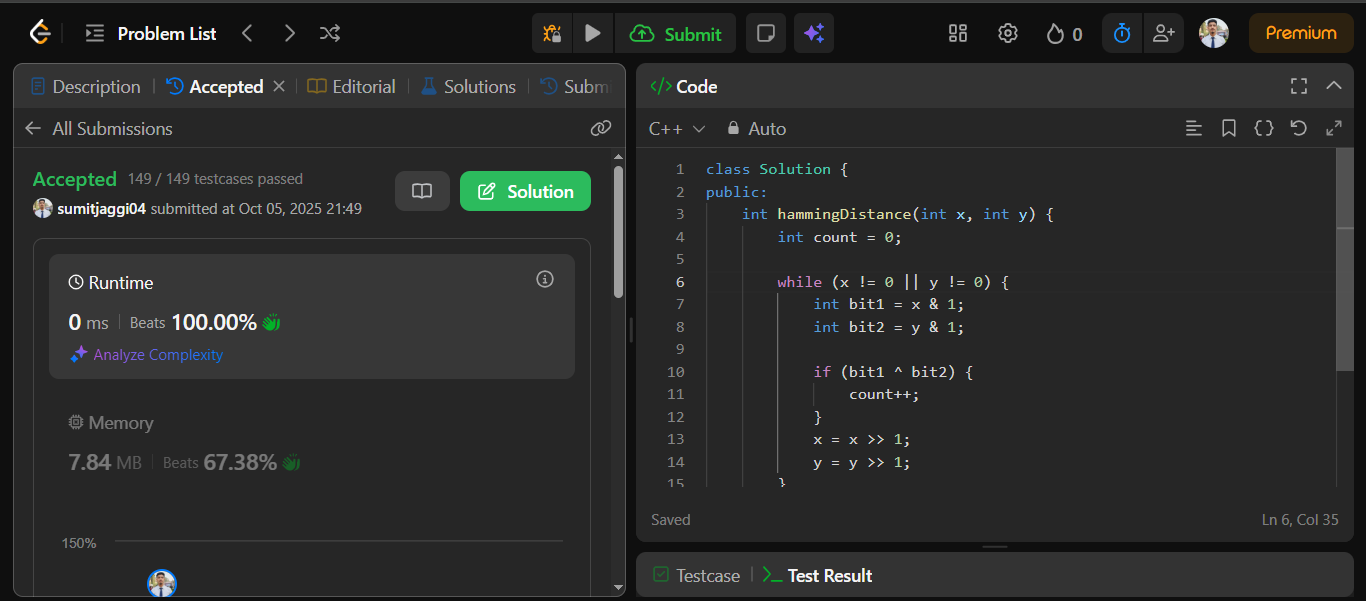 Problem List
Submit
0
Premium
Description
Accepted
Editorial
Solutions
Subm
All Submissions
Accepted 149 / 149 testcases passed
sumitjaggi04 submitted at Oct 05, 2025 21:49
Solution
Runtime
0 ms Beats 100.00%
Analyze Complexity
Memory
7.84 MB Beats 67.38%
150%
</> Code
C++ Auto
1 class Solution {
2 public:
3 int hammingDistance(int x, int y) {
4 int count = 0;
5
6 while (x != 0 || y != 0) {
7 int bit1 = x & 1;
8 int bit2 = y & 1;
9
10 if (bit1 ^ bit2) {
11 count++;
12 }
13 x = x >> 1;
14 y = y >> 1;
15 }
Saved
Ln 6, Col 35
Testcase
Test Result